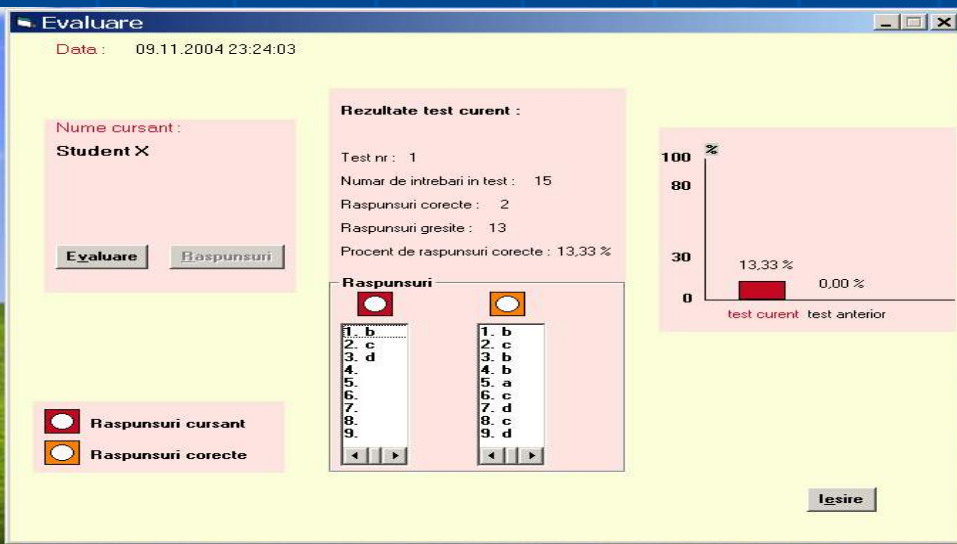 Evaluare
Data : 09.11.2004 23:24:03
Nume cursant :
Student X
Evaluare Raspunsuri
Rezultate test curent :
Test nr : 1
Numar de intrebari in test : 15
Raspunsuri corecte : 2
Raspunsuri gresite : 13
Procent de raspunsuri corecte : 13,33 %
Raspunsuri
1. b
2. c
3. d
4.
5.
6.
7.
8.
9.
1. b
2. c
3. b
4. b
5. a
6. c
7. d
8. c
9. d
%
100
80
30
0
13,33 %
0,00 %
test curent test anterior
Raspunsuri cursant
Raspunsuri corecte
Iesire